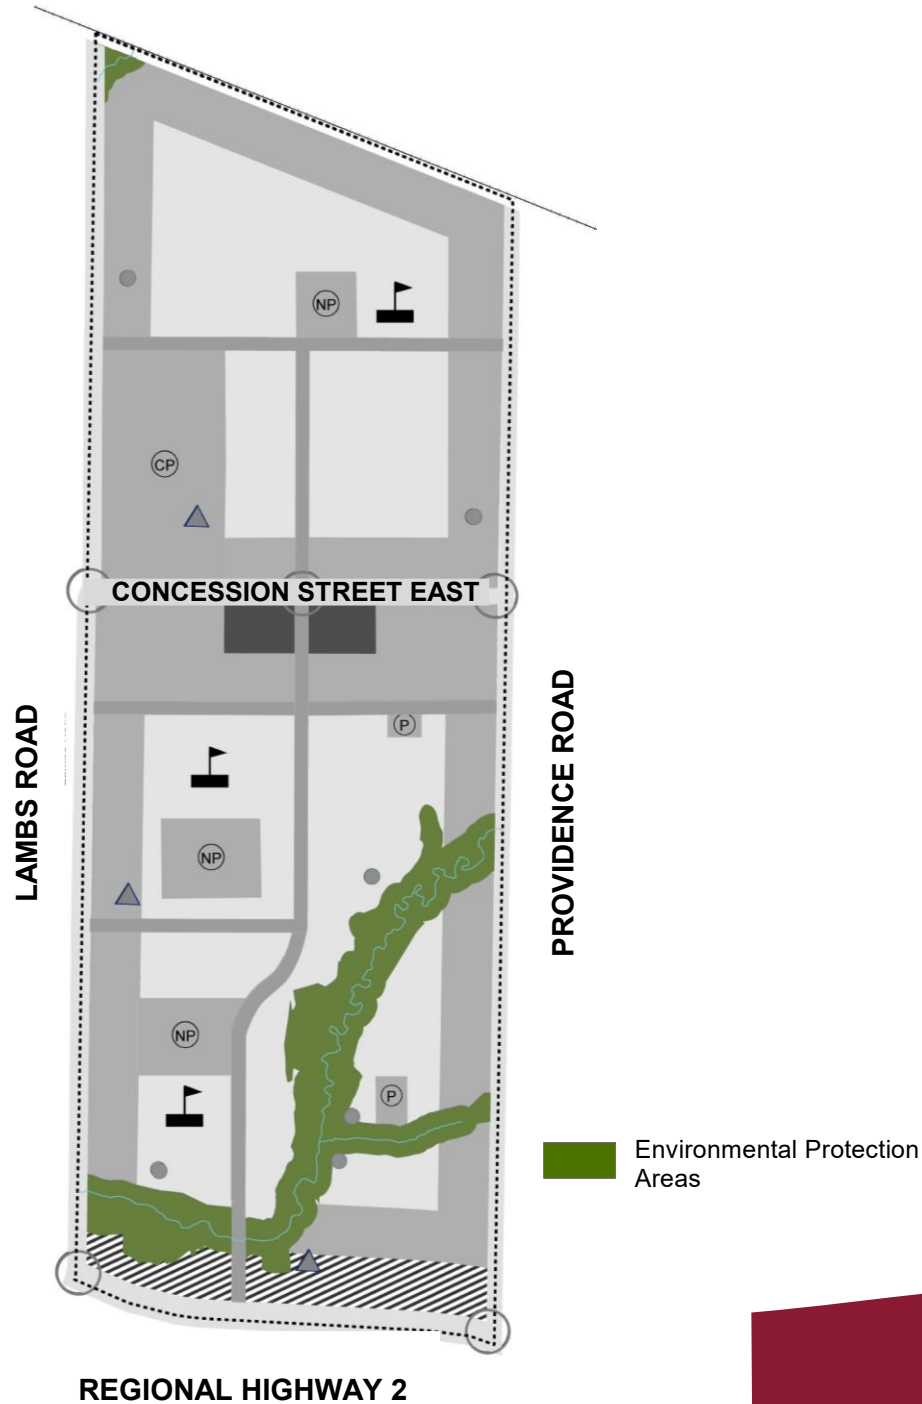 NP
CP
CONCESSION STREET EAST
LAMBS ROAD
PROVIDENCE ROAD
P
NP
NP
P
Environmental Protection
Areas
REGIONAL HIGHWAY 2